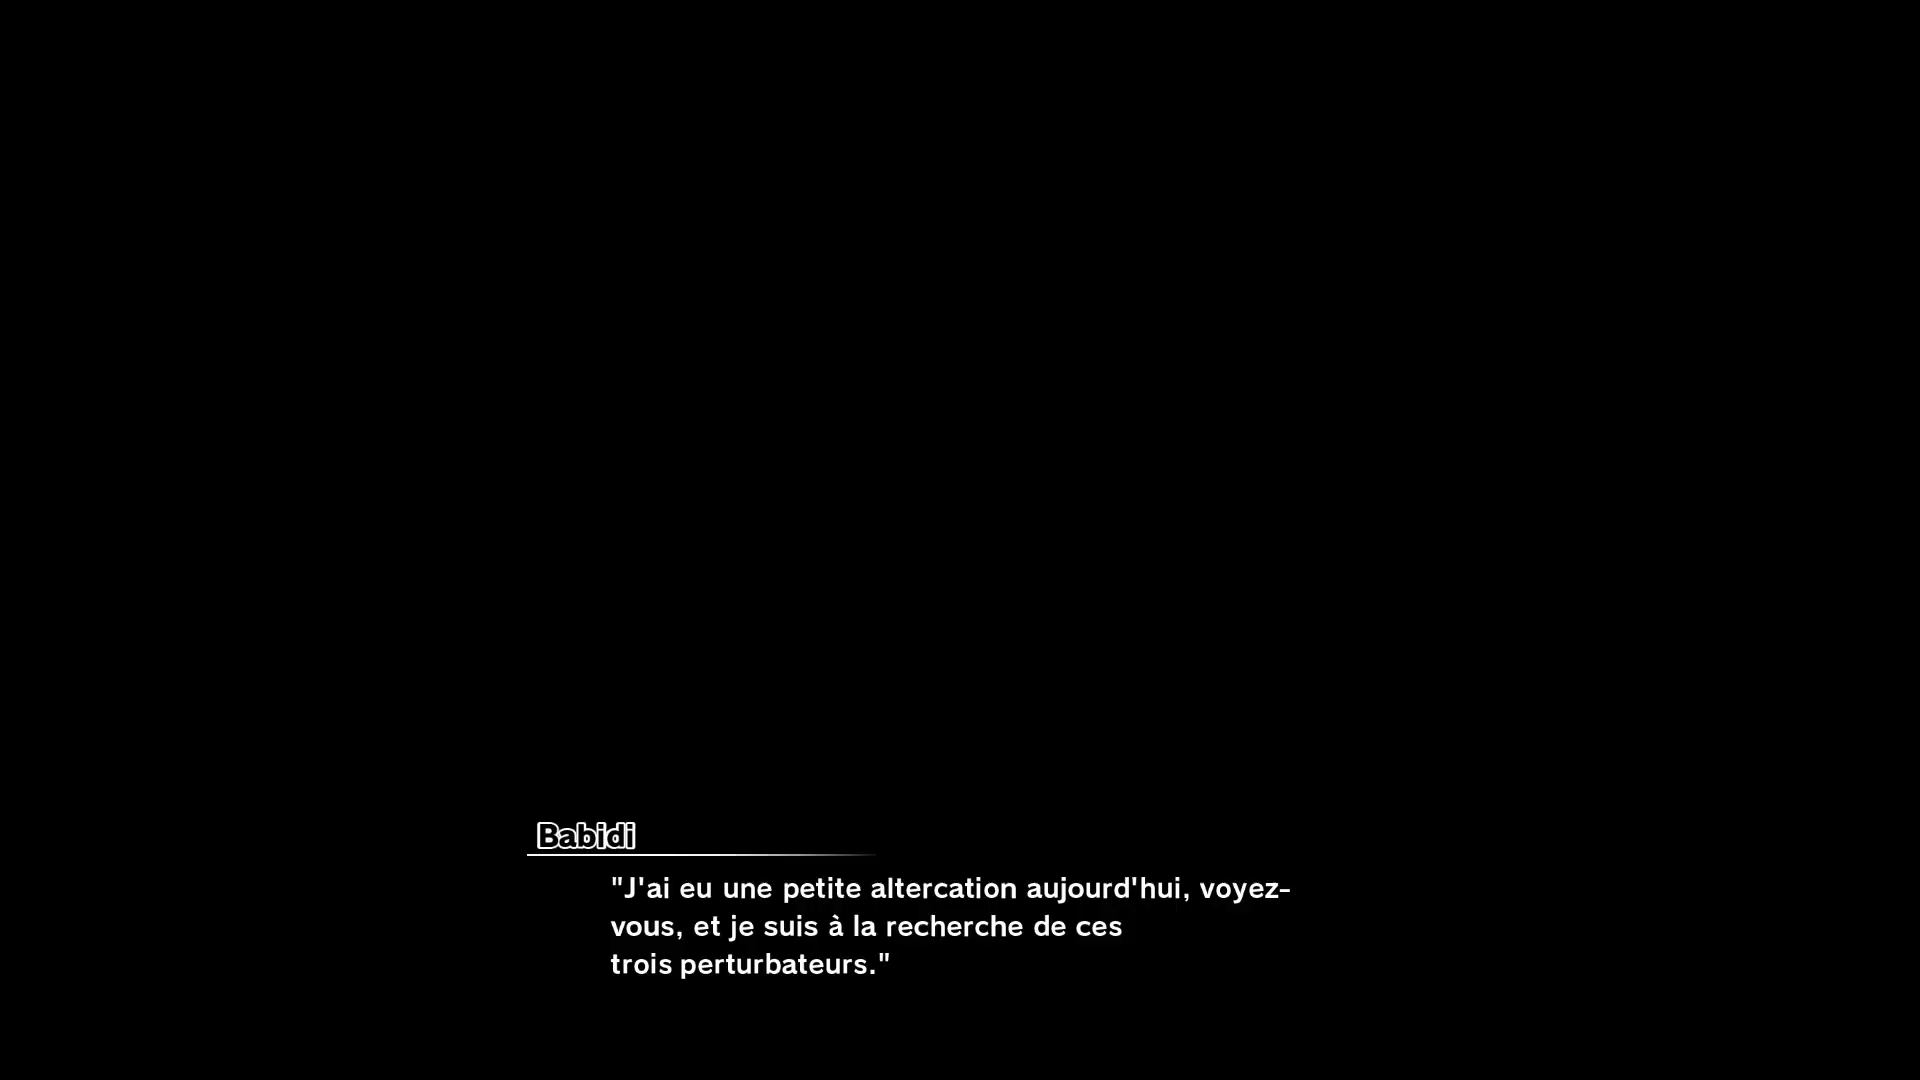 Babidi
"J'ai eu une petite altercation aujourd'hui, voyez-
vous, et je suis à la recherche de ces
trois perturbateurs."